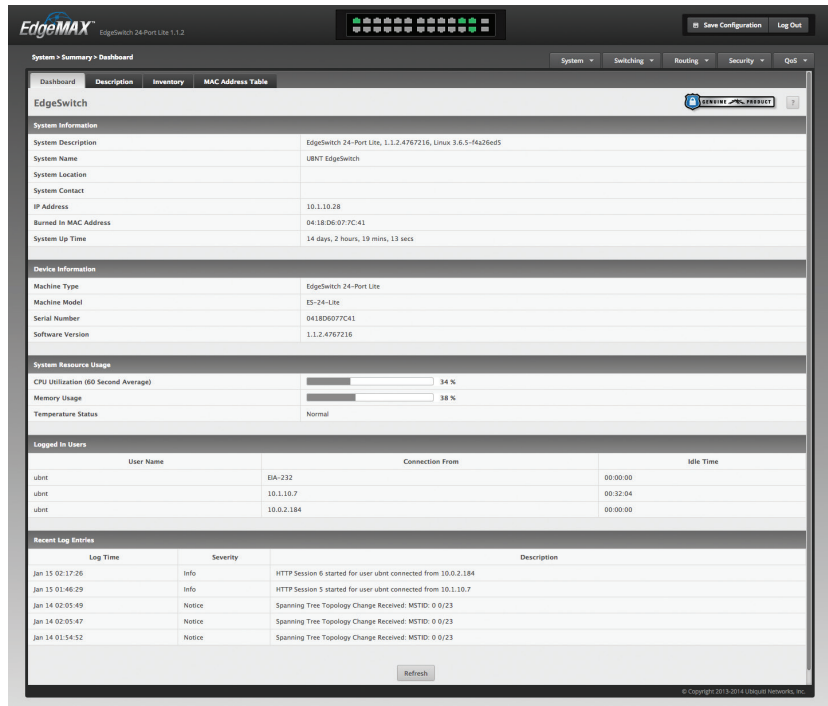 EdgeMAX EdgeSwitch 24-Port Lite 1.1.2 Save Configuration Log Out
System > Summary > Dashboard System Switching Routing Security QoS
Dashboard Description Inventory MAC Address Table
EdgeSwitch GENUINE PRODUCT ?
System Information
System Description EdgeSwitch 24-Port Lite, 1.1.2.4767216, Linux 3.6.5-f4a26ed5
System Name UBNT EdgeSwitch
System Location
System Contact
IP Address 10.1.10.28
Burned In MAC Address 04:18:D6:07:7C:41
System Up Time 14 days, 2 hours, 19 mins, 13 secs
Device Information
Machine Type EdgeSwitch 24-Port Lite
Machine Model ES-24-Lite
Serial Number 0418D6077C41
Software Version 1.1.2.4767216
System Resource Usage
CPU Utilization (60 Second Average) 34 %
Memory Usage 38 %
Temperature Status Normal
Logged In Users
User Name Connection From Idle Time
ubnt EIA-232 00:00:00
ubnt 10.1.10.7 00:32:04
ubnt 10.0.2.184 00:00:00
Recent Log Entries
Log Time Severity Description
Jan 15 02:17:26 Info HTTP Session 6 started for user ubnt connected from 10.0.2.184
Jan 15 01:46:29 Info HTTP Session 5 started for user ubnt connected from 10.1.10.7
Jan 14 02:05:49 Notice Spanning Tree Topology Change Received: MSTID: 0 0/23
Jan 14 02:05:47 Notice Spanning Tree Topology Change Received: MSTID: 0 0/23
Jan 14 01:54:52 Notice Spanning Tree Topology Change Received: MSTID: 0 0/23
Refresh
© Copyright 2013-2014 Ubiquiti Networks, Inc.